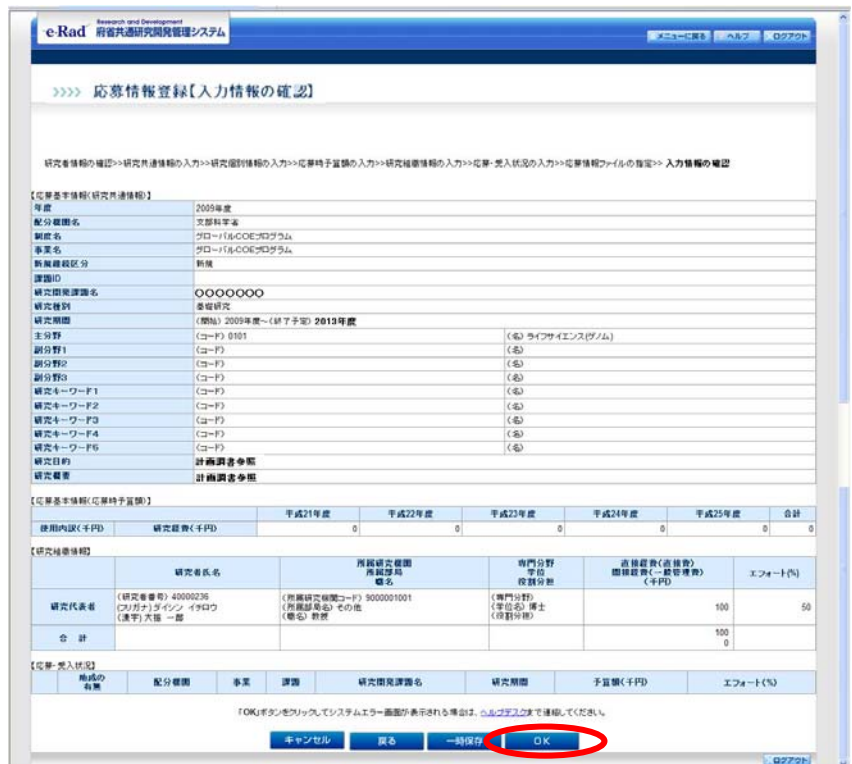 Research and Development
e-Rad 府省共通研究開発管理システム
メニューに戻る ヘルプ ログアウト
>>>> 応募情報登録【入力情報の確認】
研究者情報の確認>>研究共通情報の入力>>研究個別情報の入力>>応募時予算額の入力>>研究組織情報の入力>>応募・受入状況の入力>>応募情報ファイルの指定>> 入力情報の確認
【応募基本情報(研究共通情報)】
年度 2009年度
配分機関名 文部科学省
制度名 グローバルCOEプログラム
事業名 グローバルCOEプログラム
新規継続区分 新規
課題ID
研究開発課題名 〇〇〇〇〇〇〇
研究種別 基礎研究
研究期間 (開始) 2009年度~(終了予定) 2013年度
主分野 (コード) 0101 (名) ライフサイエンス(ゲノム)
副分野1 (コード) (名)
副分野2 (コード) (名)
副分野3 (コード) (名)
研究キーワード1 (コード) (名)
研究キーワード2 (コード) (名)
研究キーワード3 (コード) (名)
研究キーワード4 (コード) (名)
研究キーワード5 (コード) (名)
研究目的 計画調書参照
研究概要 計画調書参照
【応募基本情報(応募時予算額)】
平成21年度 平成22年度 平成23年度 平成24年度 平成25年度 合計
使用内訳(千円) 研究経費(千円) 0 0 0 0 0 0
【研究組織情報】
研究者氏名 所属研究機関 所属部局 職名 専門分野 学位 役割分担 直接経費(直接費) 間接経費(一般管理費) (千円) エフォート(%)
研究代表者 (研究者番号) 40000236 (所属研究機関コード) 9000001001 (専門分野) 100 50
(フリガナ) ダイシン イチロウ (所属部局名) その他 (学位名) 博士
(漢字) 大振 一郎 (職名) 教授 (役割分担)
合 計 100
0
【応募・受入状況】
地域の有無 配分機関 事業 課題 研究開発課題名 研究期間 予算額(千円) エフォート(%)
「OK」ボタンをクリックしてシステムエラー画面が表示される場合は、ヘルプデスクまで連絡してください。
キャンセル 戻る 一時保存 OK
ログアウト